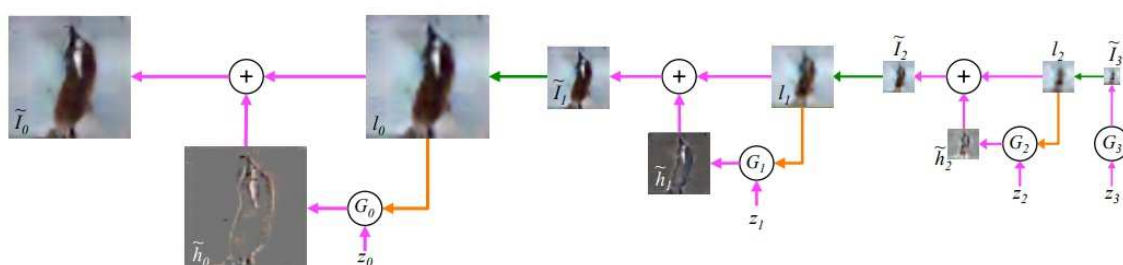 Ĩ₀
+
l₀
h̃₀
G₀
z₀
Ĩ₁
+
l₁
h̃₁
G₁
z₁
Ĩ₂
+
l₂
h̃₂
G₂
z₂
Ĩ₃
G₃
z₃